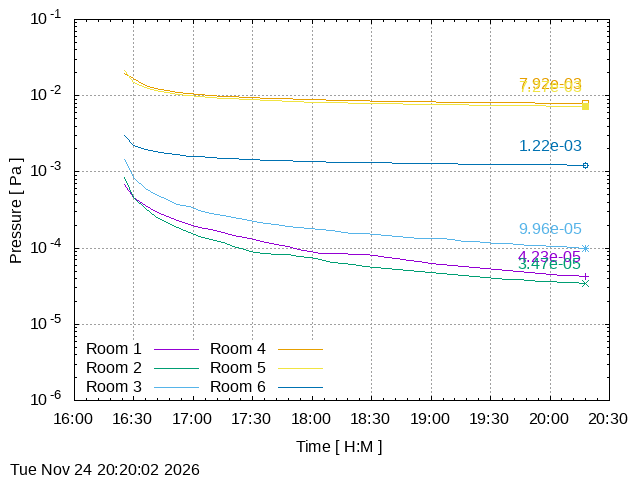 10^-1
10^-2
10^-3
10^-4
10^-5
10^-6
Pressure [ Pa ]
7.92e-03
1.22e-03
9.96e-05
4.23e-05
3.47e-05
Room 1 Room 4
Room 2 Room 5
Room 3 Room 6
16:00 16:30 17:00 17:30 18:00 18:30 19:00 19:30 20:00 20:30
Time [ H:M ]
Tue Nov 24 20:20:02 2026